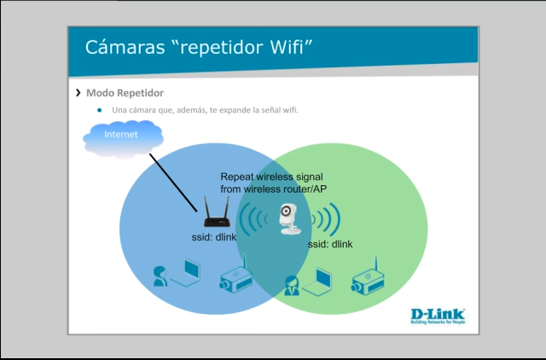 Cámaras “repetidor Wifi”
Modo Repetidor
Una cámara que, además, te expande la señal wifi.
Internet
Repeat wireless signal
from wireless router/AP
ssid: dlink
ssid: dlink
D-Link
Building Networks for People